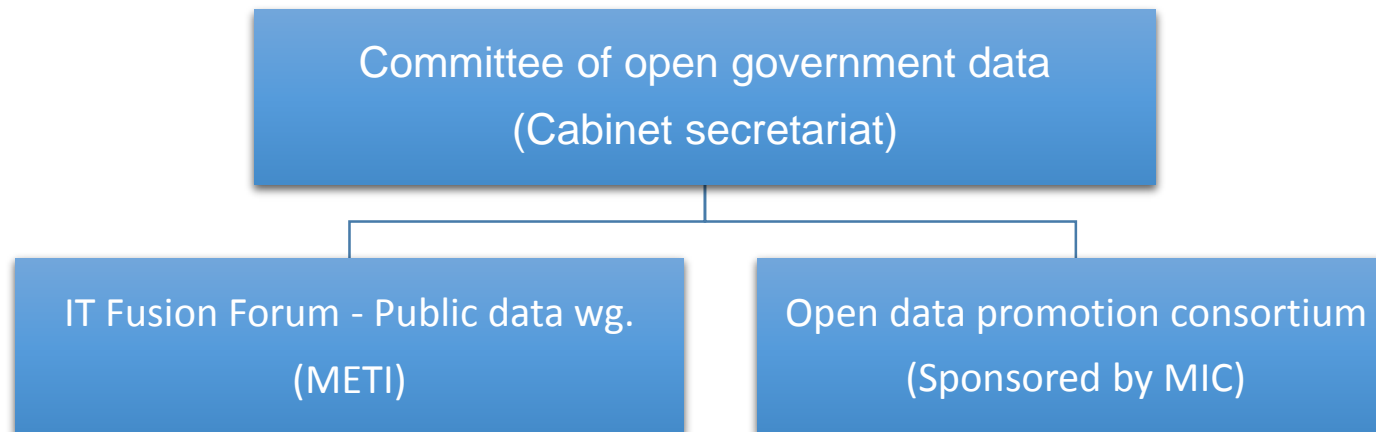 Committee of open government data
(Cabinet secretariat)
IT Fusion Forum - Public data wg.
(METI)
Open data promotion consortium
(Sponsored by MIC)